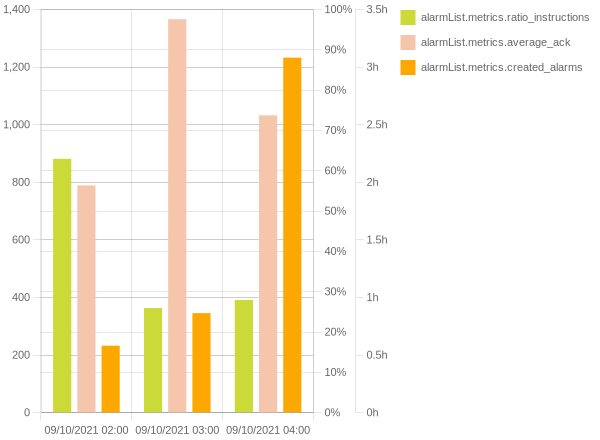 1,400
1,200
1,000
800
600
400
200
0
100%
90%
80%
70%
60%
50%
40%
30%
20%
10%
0%
3.5h
3h
2.5h
2h
1.5h
1h
0.5h
0h
alarmList.metrics.ratio_instructions
alarmList.metrics.average_ack
alarmList.metrics.created_alarms
09/10/2021 02:00 09/10/2021 03:00 09/10/2021 04:00